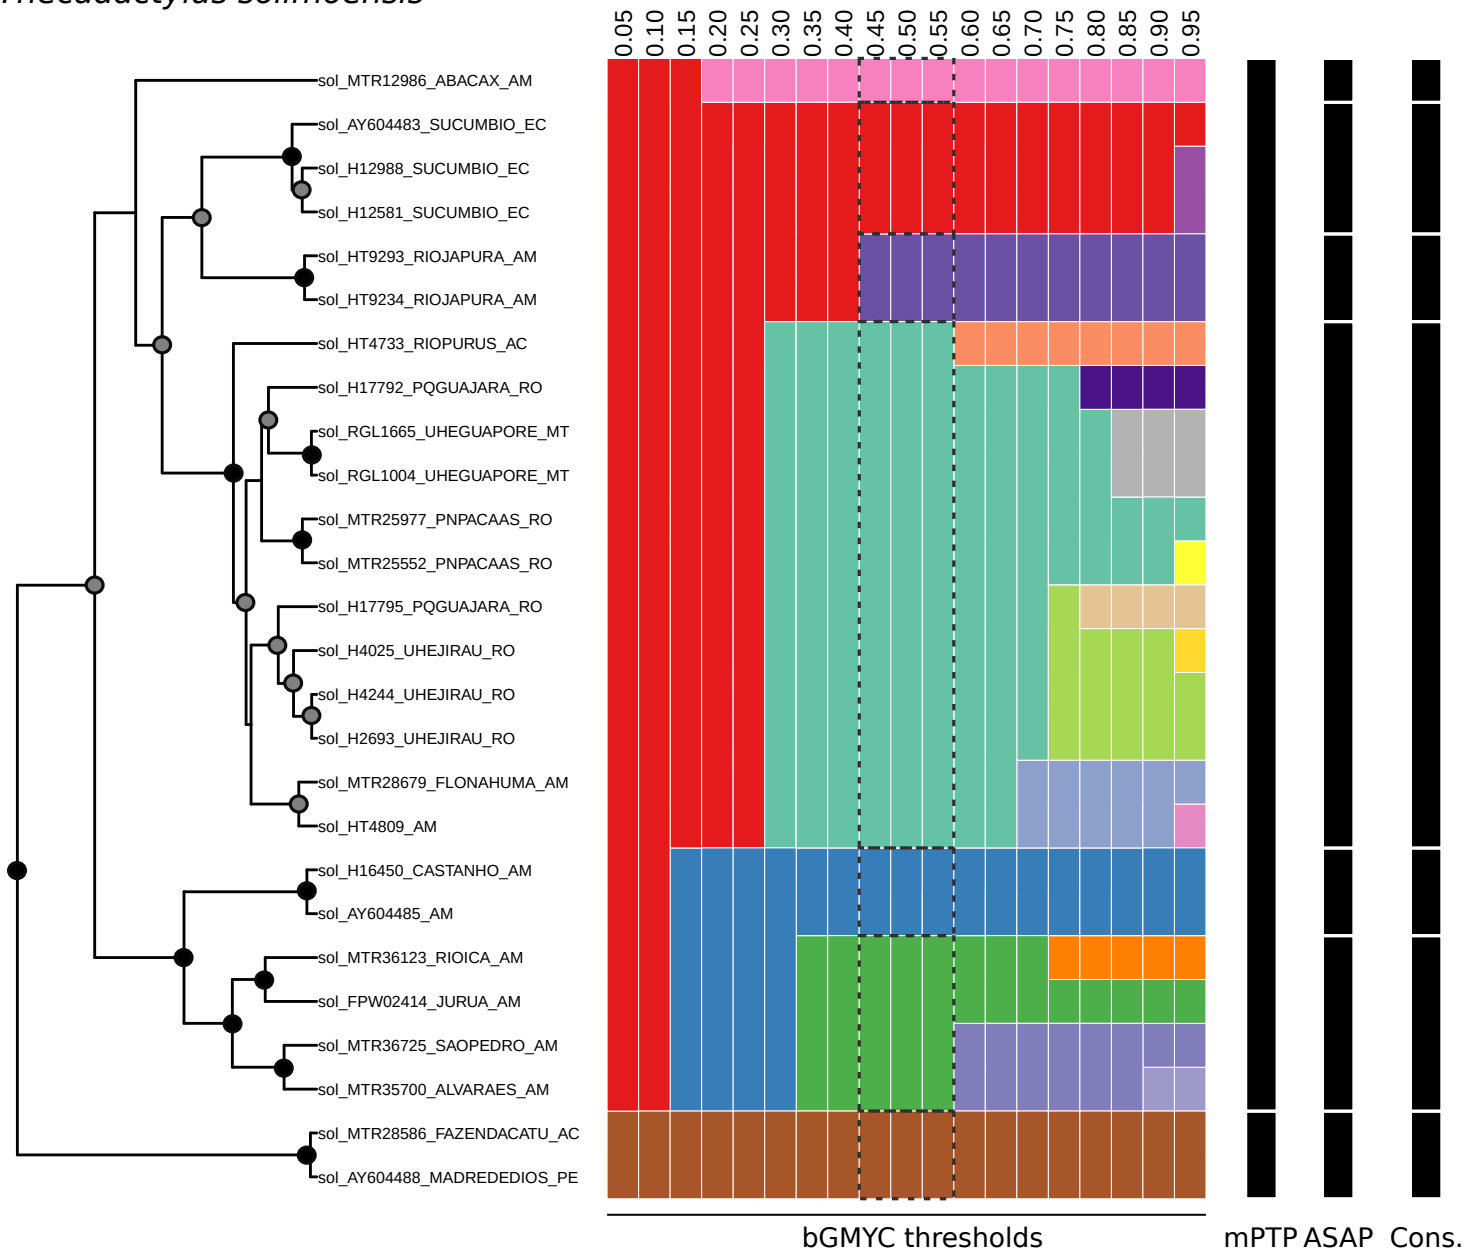 Thecadactylus solimoensis
0.05 0.10 0.15 0.20 0.25 0.30 0.35 0.40 0.45 0.50 0.55 0.60 0.65 0.70 0.75 0.80 0.85 0.90 0.95
sol_MTR12986_ABACAX_AM
sol_AY604483_SUCUMBIO_EC
sol_H12988_SUCUMBIO_EC
sol_H12581_SUCUMBIO_EC
sol_HT9293_RIOJAPURA_AM
sol_HT9234_RIOJAPURA_AM
sol_HT4733_RIOPURUS_AC
sol_H17792_PQGUAJARA_RO
sol_RGL1665_UHEGUAPORE_MT
sol_RGL1004_UHEGUAPORE_MT
sol_MTR25977_PNPACAAS_RO
sol_MTR25552_PNPACAAS_RO
sol_H17795_PQGUAJARA_RO
sol_H4025_UHEJIRAU_RO
sol_H4244_UHEJIRAU_RO
sol_H2693_UHEJIRAU_RO
sol_MTR28679_FLONAHUMA_AM
sol_HT4809_AM
sol_H16450_CASTANHO_AM
sol_AY604485_AM
sol_MTR36123_RIOICA_AM
sol_FPW02414_JURUA_AM
sol_MTR36725_SAOPEDRO_AM
sol_MTR35700_ALVARAES_AM
sol_MTR28586_FAZENDACATU_AC
sol_AY604488_MADREDEDIOS_PE
bGMYC thresholds mPTP ASAP Cons.